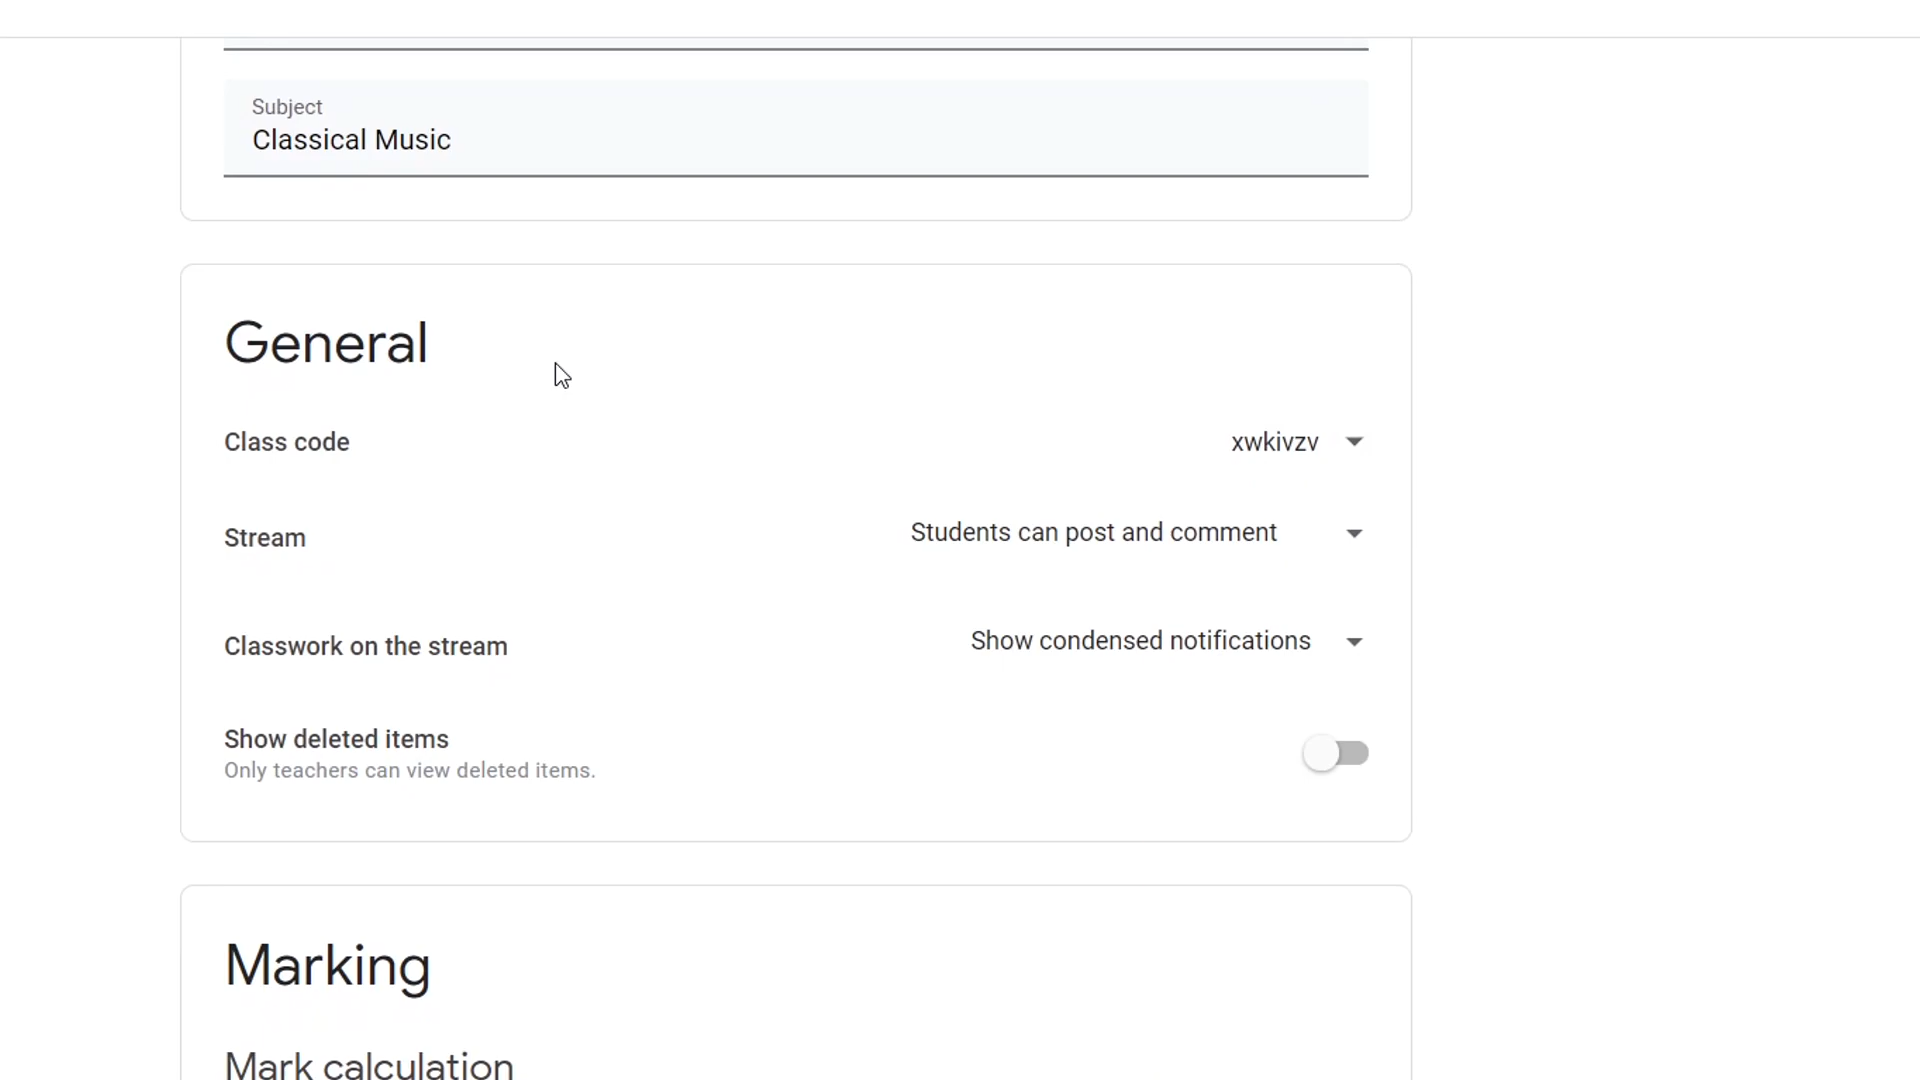 Subject
Classical Music
General
Class code
xwkivzv
Stream
Students can post and comment
Classwork on the stream
Show condensed notifications
Show deleted items
Only teachers can view deleted items.
Marking
Mark calculation